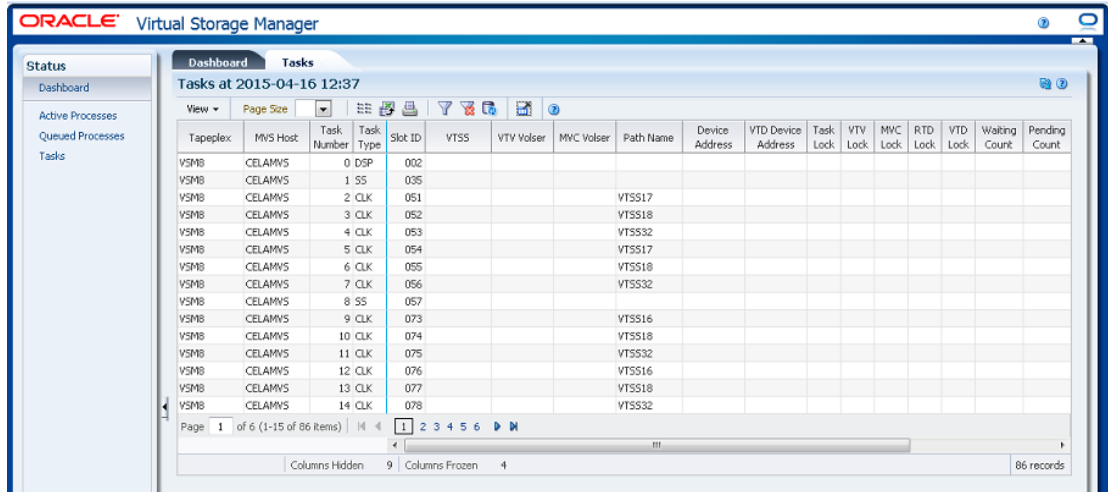 ORACLE Virtual Storage Manager
Status
Dashboard
Active Processes
Queued Processes
Tasks
Dashboard Tasks
Tasks at 2015-04-16 12:37
View Page Size
Tapeplex MVS Host Task Number Task Type Slot ID VTSS VTV Volser MVC Volser Path Name Device Address VTD Device Address Task Lock VTV Lock MVC Lock RTD Lock VTD Lock Waiting Count Pending Count
VSM8 CELAMVS 0 DSP 002
VSM8 CELAMVS 1 SS 035
VSM8 CELAMVS 2 CLK 051 VTSS17
VSM8 CELAMVS 3 CLK 052 VTSS18
VSM8 CELAMVS 4 CLK 053 VTSS32
VSM8 CELAMVS 5 CLK 054 VTSS17
VSM8 CELAMVS 6 CLK 055 VTSS18
VSM8 CELAMVS 7 CLK 056 VTSS32
VSM8 CELAMVS 8 SS 057
VSM8 CELAMVS 9 CLK 073 VTSS16
VSM8 CELAMVS 10 CLK 074 VTSS18
VSM8 CELAMVS 11 CLK 075 VTSS32
VSM8 CELAMVS 12 CLK 076 VTSS16
VSM8 CELAMVS 13 CLK 077 VTSS18
VSM8 CELAMVS 14 CLK 078 VTSS32
Page 1 of 6 (1-15 of 86 items) 1 2 3 4 5 6
Columns Hidden 9 Columns Frozen 4 86 records